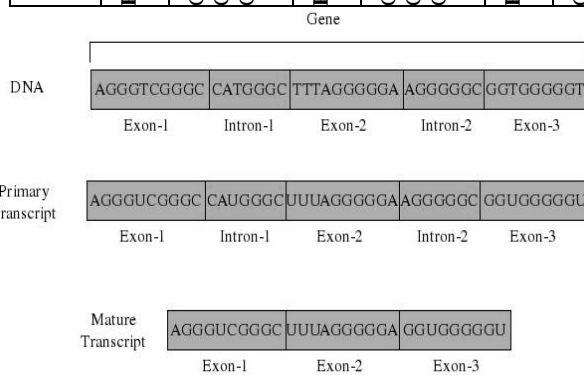 Gene
DNA
AGGGTCGGGC CATGGGC TTTAGGGGGA AGGGGGC GGTGGGGGT
Exon-1 Intron-1 Exon-2 Intron-2 Exon-3
Primary
Transcript
AGGGUCGGGC CAUGGGC UUUAGGGGGA AGGGGGC GGUGGGGGU
Exon-1 Intron-1 Exon-2 Intron-2 Exon-3
Mature
Transcript
AGGGUCGGGC UUUAGGGGGA GGUGGGGGU
Exon-1 Exon-2 Exon-3